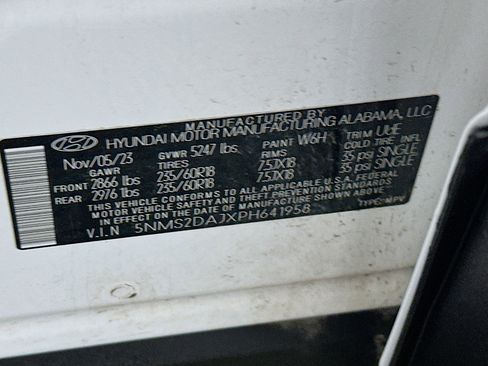 MANUFACTURED BY
HYUNDAI MOTOR MANUFACTURING ALABAMA, LLC
Nov/05/23 GVWR 5247 lbs. PAINT W6H TRIM UUE
GAWR TIRES RIMS COLD TIRE INFL
FRONT 2866 lbs 235/60R18 7.5JX18 35 psi SINGLE
REAR 2976 lbs 235/60R18 7.5JX18 35 psi SINGLE
THIS VEHICLE CONFORMS TO ALL APPLICABLE U.S.A. FEDERAL
MOTOR VEHICLE SAFETY STANDARDS
IN EFFECT ON THE DATE OF MANUFACTURE SHOWN ABOVE
V.I.N 5NMS2DAJXPH641958 TYPE: MPV